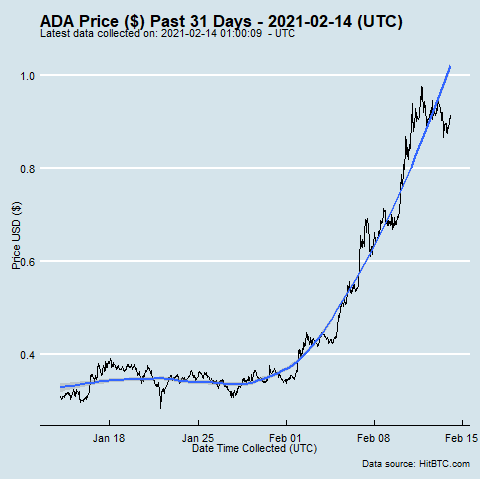 ADA Price ($) Past 31 Days - 2021-02-14 (UTC)
Latest data collected on: 2021-02-14 01:00:09 - UTC
1.0
0.8
0.6
0.4
Price USD ($)
Jan 18 Jan 25 Feb 01 Feb 08 Feb 15
Date Time Collected (UTC)
Data source: HitBTC.com